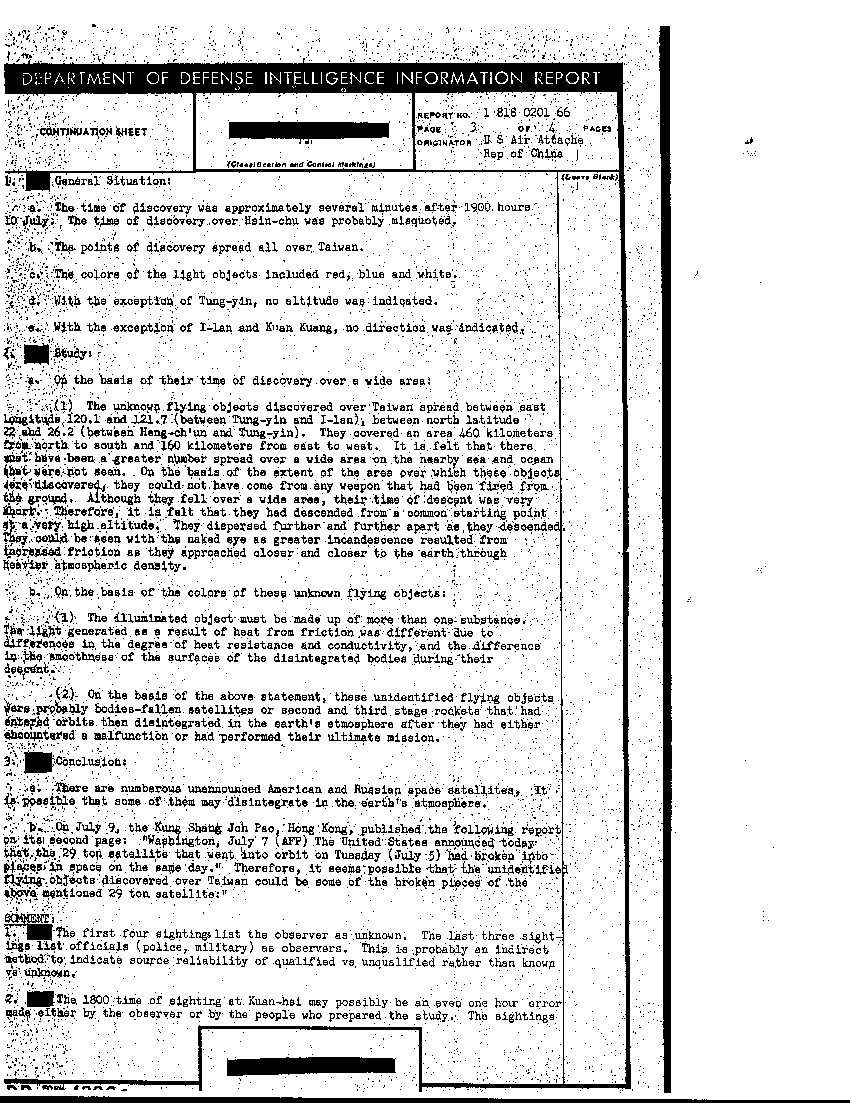 DEPARTMENT OF DEFENSE INTELLIGENCE INFORMATION REPORT
CONTINUATION SHEET
(Classification and Control Markings)
REPORT NO. 1 818 0201 66
PAGE 3 OF 4 PAGES
ORIGINATOR U S Air Attache
Rep of China
(Leave Blank)
General Situation:
a. The time of discovery was approximately several minutes after 1900 hours
10 July. The time of discovery over Hsin-chu was probably misquoted.
b. The points of discovery spread all over Taiwan.
c. The colors of the light objects included red, blue and white.
d. With the exception of Tung-yin, no altitude was indicated.
e. With the exception of I-lan and Kuan Kuang, no direction was indicated.
Study:
a. On the basis of their time of discovery over a wide area:
(1) The unknown flying objects discovered over Taiwan spread between east
longitude 120.1 and 121.7 (between Tung-yin and I-lan), between north latitude
22 and 26.2 (between Heng-ch'un and Tung-yin). They covered an area 460 kilometers
from north to south and 160 kilometers from east to west. It is felt that there
must have been a greater number spread over a wide area on the nearby sea and ocean
that were not seen. On the basis of the extent of the area over which these objects
were discovered, they could not have come from any weapon that had been fired from
the ground. Although they fell over a wide area, their time of descent was very
short. Therefore, it is felt that they had descended from a common starting point
at a very high altitude. They dispersed further and further apart as they descended.
They could be seen with the naked eye as greater incandescence resulted from
increased friction as they approached closer and closer to the earth through
heavier atmospheric density.
b. On the basis of the colors of these unknown flying objects:
(1) The illuminated object must be made up of more than one substance.
The light generated as a result of heat from friction was different due to
differences in the degree of heat resistance and conductivity, and the difference
in the smoothness of the surfaces of the disintegrated bodies during their
descent.
(2) On the basis of the above statement, these unidentified flying objects
were probably bodies-fallen satellites or second and third stage rockets that had
entered orbits then disintegrated in the earth's atmosphere after they had either
encountered a malfunction or had performed their ultimate mission.
3. Conclusion:
a. There are numberous unannounced American and Russian space satellites. It
is possible that some of them may disintegrate in the earth's atmosphere.
b. On July 9, the Kung Shang Joh Pao, Hong Kong, published the following report
on its second page: "Washington, July 7 (AFP) The United States announced today
that the 29 ton satellite that went into orbit on Tuesday (July 5) had broken into
pieces in space on the same day." Therefore, it seems possible that the unidentified
flying objects discovered over Taiwan could be some of the broken pieces of the
above mentioned 29 ton satellite:"
COMMENT:
1. The first four sighting list the observer as unknown. The last three sight-
ings list officials (police, military) as observers. This is probably an indirect
method to indicate source reliability of qualified vs unqualified rather than known
vs unknown.
2. The 1800 time of sighting at Kuan-hsi may possibly be an even one hour error
made either by the observer or by the people who prepared the study. The sightings